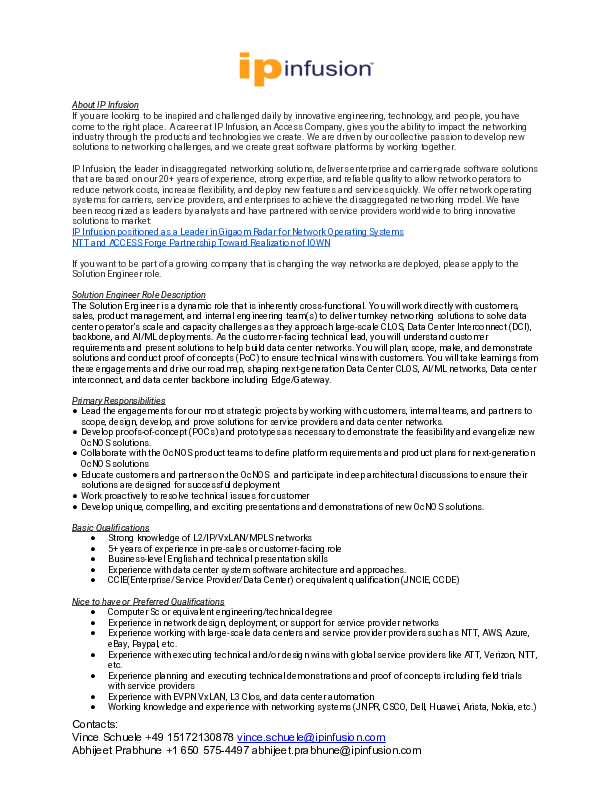 ip infusion™
About IP Infusion
If you are looking to be inspired and challenged daily by innovative engineering, technology, and people, you have
come to the right place. A career at IP Infusion, an Access Company, gives you the ability to impact the networking
industry through the products and technologies we create. We are driven by our collective passion to develop new
solutions to networking challenges, and we create great software platforms by working together.
IP Infusion, the leader in disaggregated networking solutions, delivers enterprise and carrier-grade software solutions
that are based on our 20+ years of experience, strong expertise, and reliable quality to allow network operators to
reduce network costs, increase flexibility, and deploy new features and services quickly. We offer network operating
systems for carriers, service providers, and enterprises to achieve the disaggregated networking model. We have
been recognized as leaders by analysts and have partnered with service providers world wide to bring innovative
solutions to market:
IP Infusion positioned as a Leader in Gigaom Radar for Network Operating Systems
NTT and ACCESS Forge Partnership Toward Realization of IOWN
If you want to be part of a growing company that is changing the way networks are deployed, please apply to the
Solution Engineer role.
Solution Engineer Role Description
The Solution Engineer is a dynamic role that is inherently cross-functional. You will work directly with customers,
sales, product management, and internal engineering team(s) to deliver turnkey networking solutions to solve data
center operator's scale and capacity challenges as they approach large-scale CLOS, Data Center Interconnect (DCI),
backbone, and AI/ML deployments. As the customer-facing technical lead, you will understand customer
requirements and present solutions to help build data center networks. You will plan, scope, make, and demonstrate
solutions and conduct proof of concepts (PoC) to ensure technical wins with customers. You will take learnings from
these engagements and drive our road map, shaping next-generation Data Center CLOS, AI/ML networks, Data center
interconnect, and data center backbone including Edge/Gateway.
Primary Responsibilities
● Lead the engagements for our most strategic projects by working with customers, internal teams, and partners to
scope, design, develop, and prove solutions for service providers and data center networks.
● Develop proofs-of-concept (POCs) and prototypes as necessary to demonstrate the feasibility and evangelize new
OcNOS solutions.
● Collaborate with the OcNOS product teams to define platform requirements and product plans for next-generation
OcNOS solutions
● Educate customers and partners on the OcNOS and participate in deep architectural discussions to ensure their
solutions are designed for successful deployment
● Work proactively to resolve technical issues for customer
● Develop unique, compelling, and exciting presentations and demonstrations of new OcNOS solutions.
Basic Qualifications
● Strong knowledge of L2/IP/VxLAN/MPLS networks
● 5+ years of experience in pre-sales or customer-facing role
● Business-level English and technical presentation skills
● Experience with data center system software architecture and approaches.
● CCIE(Enterprise/Service Provider/Data Center) or equivalent qualification (JNCIE, CCDE)
Nice to have or Preferred Qualifications
● Computer Sc or equivalent engineering/technical degree
● Experience in network design, deployment, or support for service provider networks
● Experience working with large-scale data centers and service provider providers such as NTT, AWS, Azure,
eBay, Paypal, etc.
● Experience with executing technical and/or design wins with global service providers like ATT, Verizon, NTT,
etc.
● Experience planning and executing technical demonstrations and proof of concepts including field trials
with service providers
● Experience with EVPN VxLAN, L3 Clos, and data center automation
● Working knowledge and experience with networking systems (JNPR, CSCO, Dell, Huawei, Arista, Nokia, etc.)
Contacts:
Vince Schuele +49 15172130878 vince.schuele@ipinfusion.com
Abhijeet Prabhune +1 650 575-4497 abhijeet.prabhune@ipinfusion.com